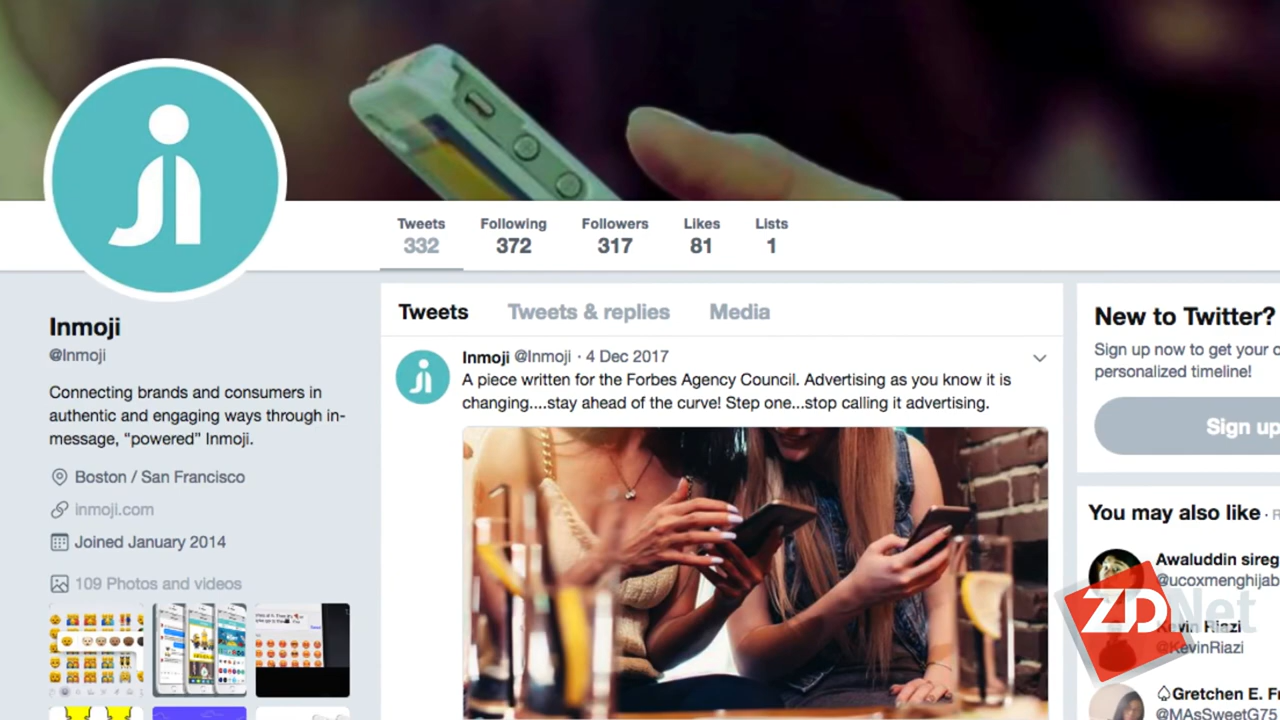 Tweets Following Followers Likes Lists
332 372 317 81 1
Inmoji
@Inmoji
Connecting brands and consumers in
authentic and engaging ways through in-
message, “powered” Inmoji.
Boston / San Francisco
inmoji.com
Joined January 2014
109 Photos and videos
Tweets Tweets & replies Media
Inmoji @Inmoji · 4 Dec 2017
A piece written for the Forbes Agency Council. Advertising as you know it is
changing....stay ahead of the curve! Step one...stop calling it advertising.
New to Twitter?
Sign up now to get your
personalized timeline!
Sign up
You may also like ·
Awaluddin sireg
@ucoxmenghijab
Kevin Riazi
@KevinRiazi
Gretchen E. F
@MAsSweetG75
ZDNet